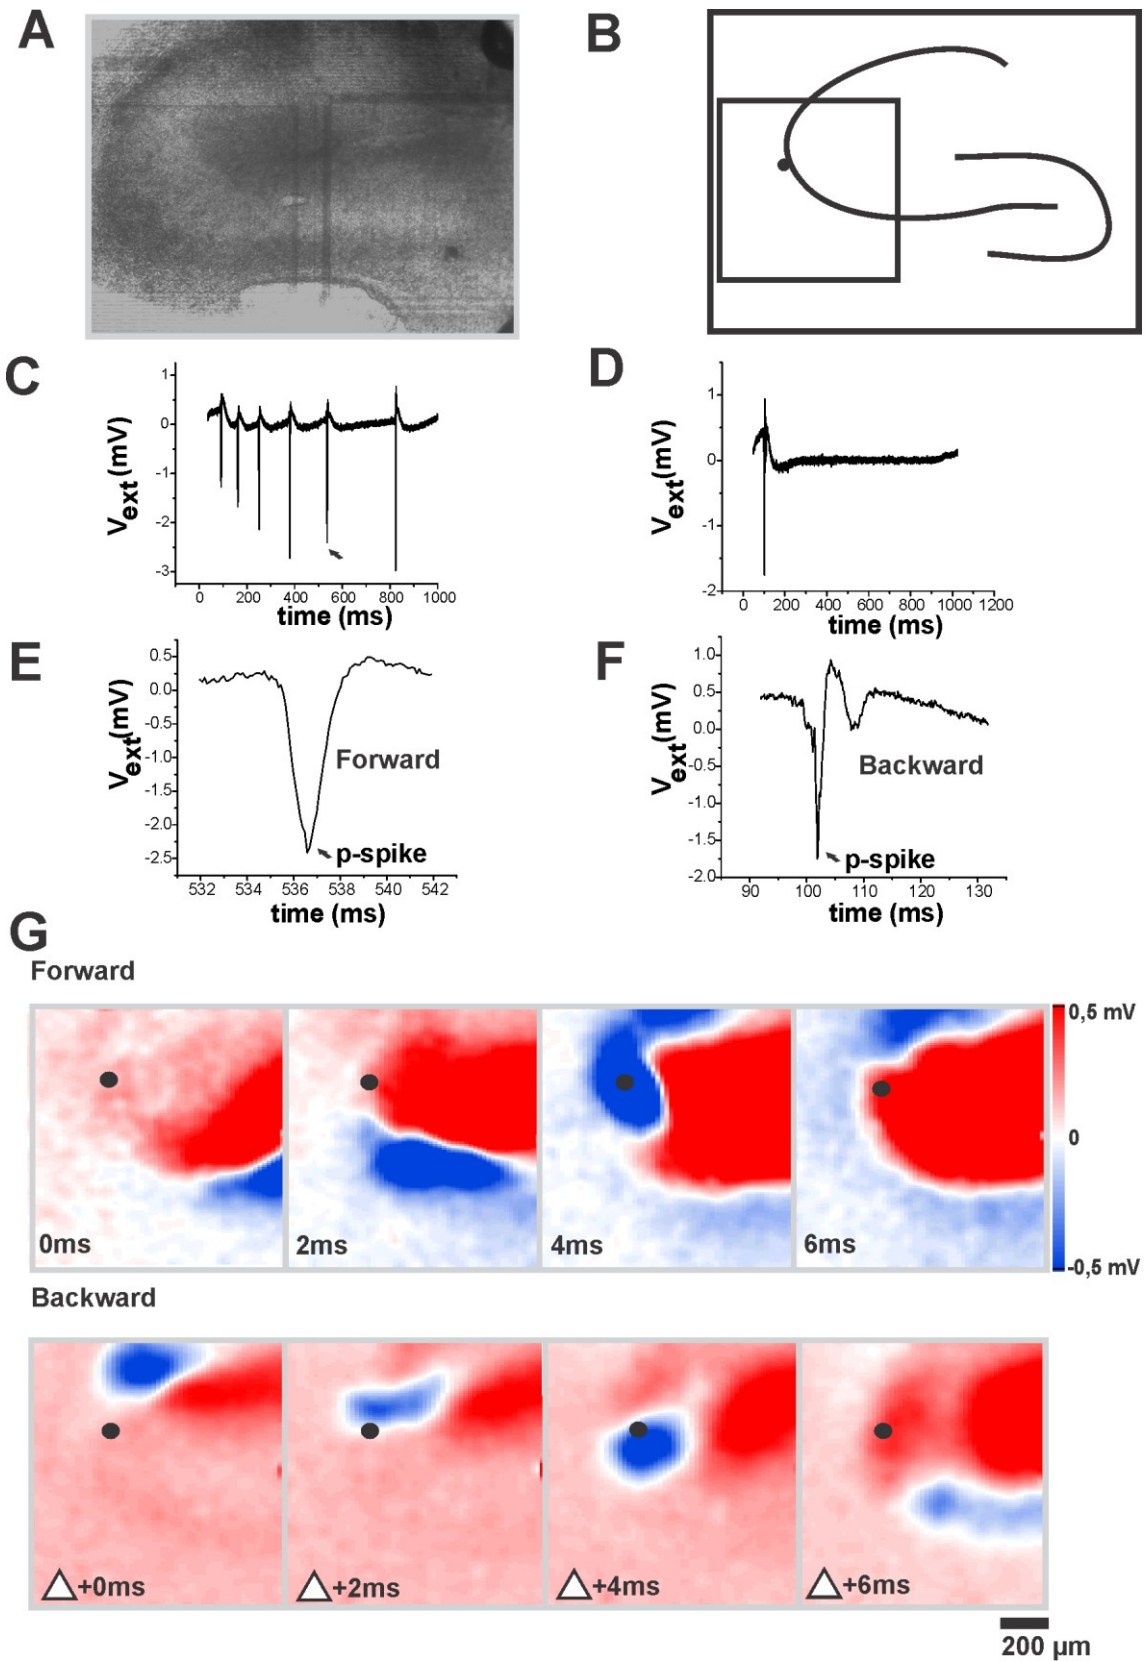 A
B
C
V_ext (mV)
1
0
-1
-2
-3
0 200 400 600 800 1000
time (ms)
D
V_ext (mV)
1
0
-1
-2
0 200 400 600 800 1000 1200
time (ms)
E
V_ext (mV)
0.5
0.0
-0.5
-1.0
-1.5
-2.0
-2.5
Forward
p-spike
532 534 536 538 540 542
time (ms)
F
V_ext (mV)
1.0
0.5
0.0
-0.5
-1.0
-1.5
-2.0
Backward
p-spike
90 100 110 120 130
time (ms)
G
Forward
0ms 2ms 4ms 6ms
0,5 mV
0
-0,5 mV
Backward
△+0ms △+2ms △+4ms △+6ms
200 µm